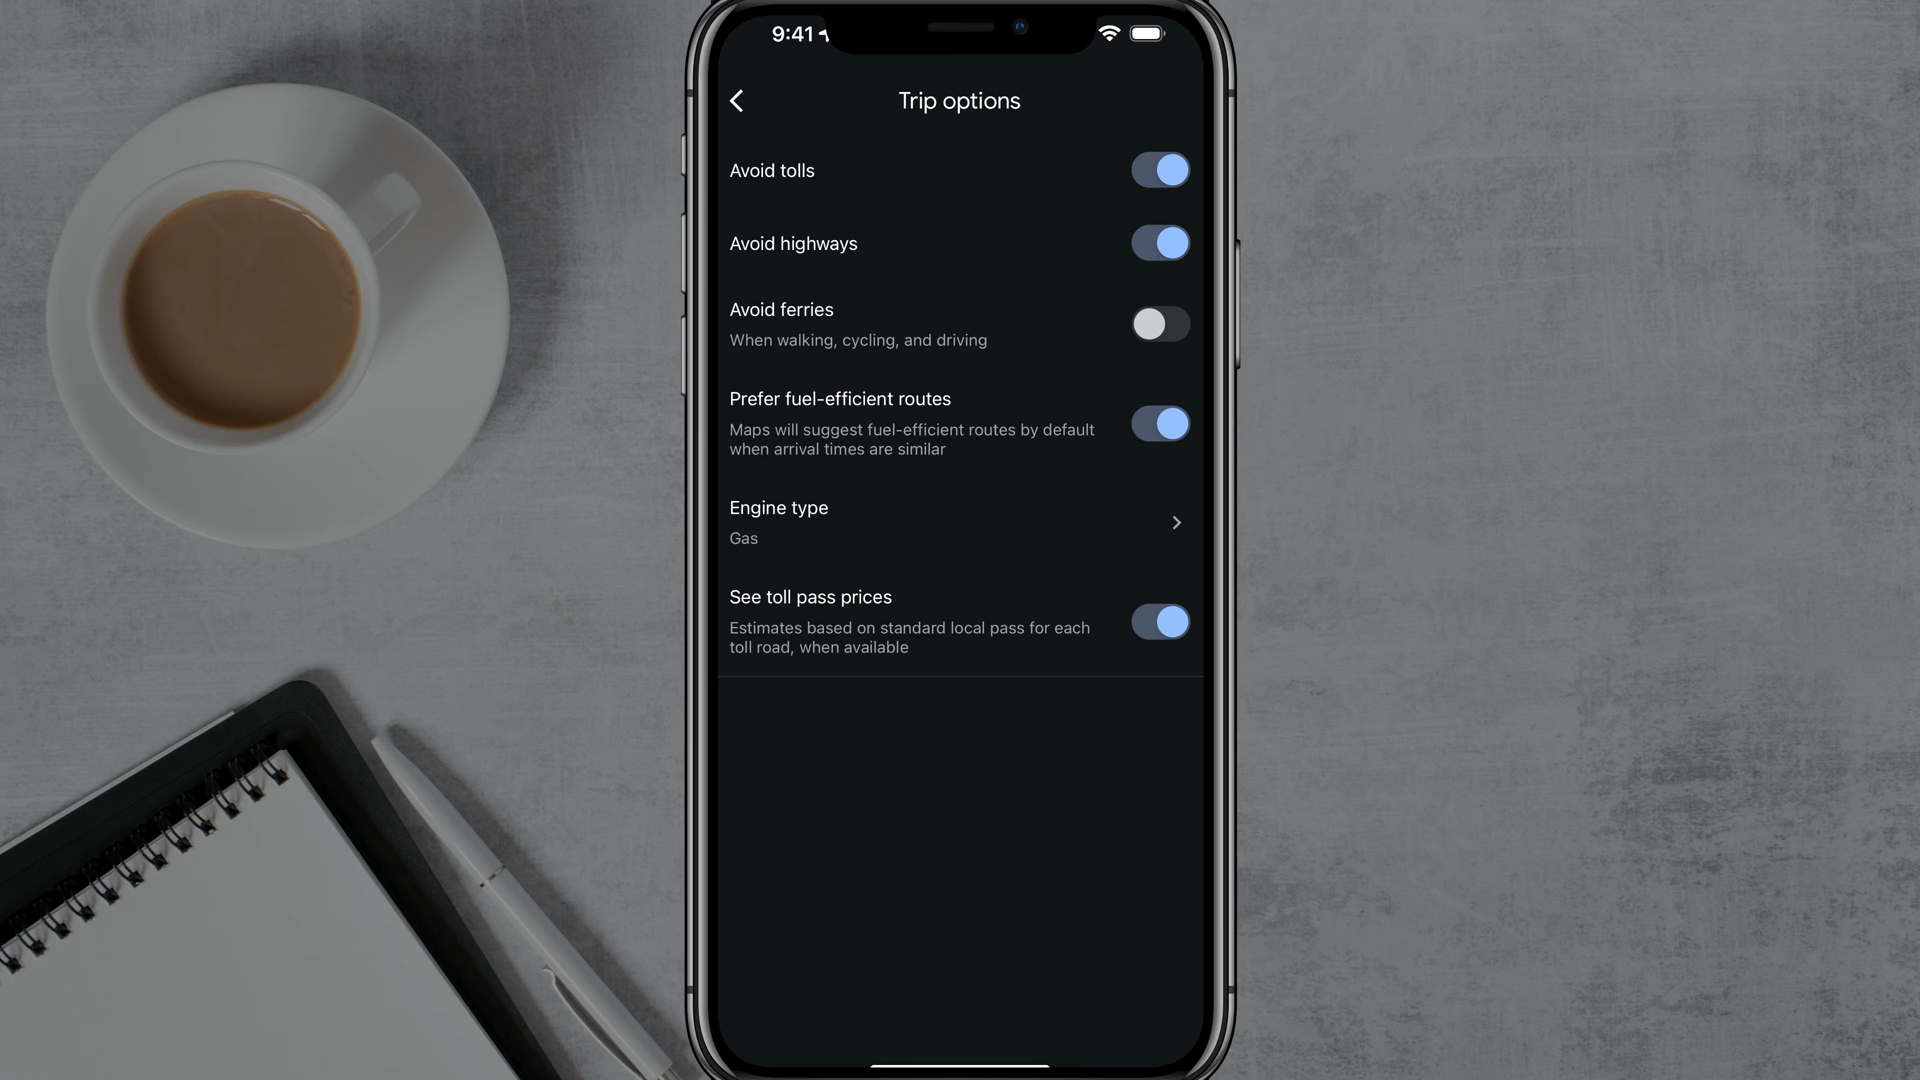 9:41
Trip options
Avoid tolls
Avoid highways
Avoid ferries
When walking, cycling, and driving
Prefer fuel-efficient routes
Maps will suggest fuel-efficient routes by default
when arrival times are similar
Engine type
Gas
See toll pass prices
Estimates based on standard local pass for each
toll road, when available